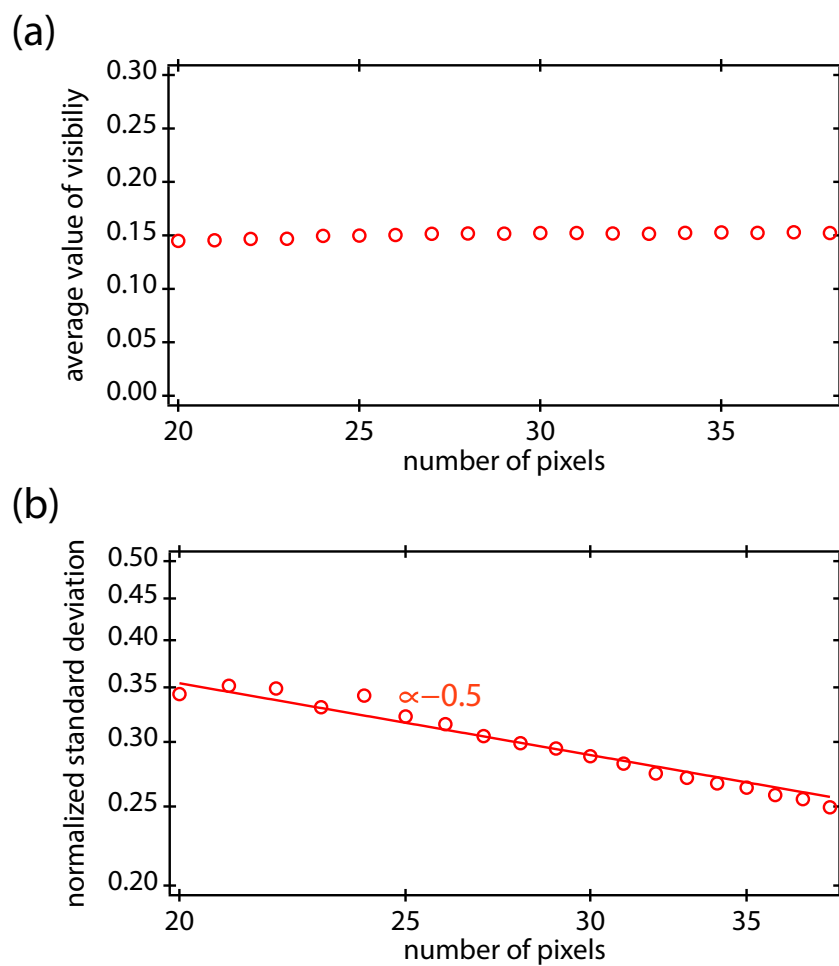 (a)
average value of visibiliy
0.30
0.25
0.20
0.15
0.10
0.05
0.00
20 25 30 35
number of pixels
(b)
normalized standard deviation
0.50
0.45
0.40
0.35
0.30
0.25
0.20
∝−0.5
20 25 30 35
number of pixels